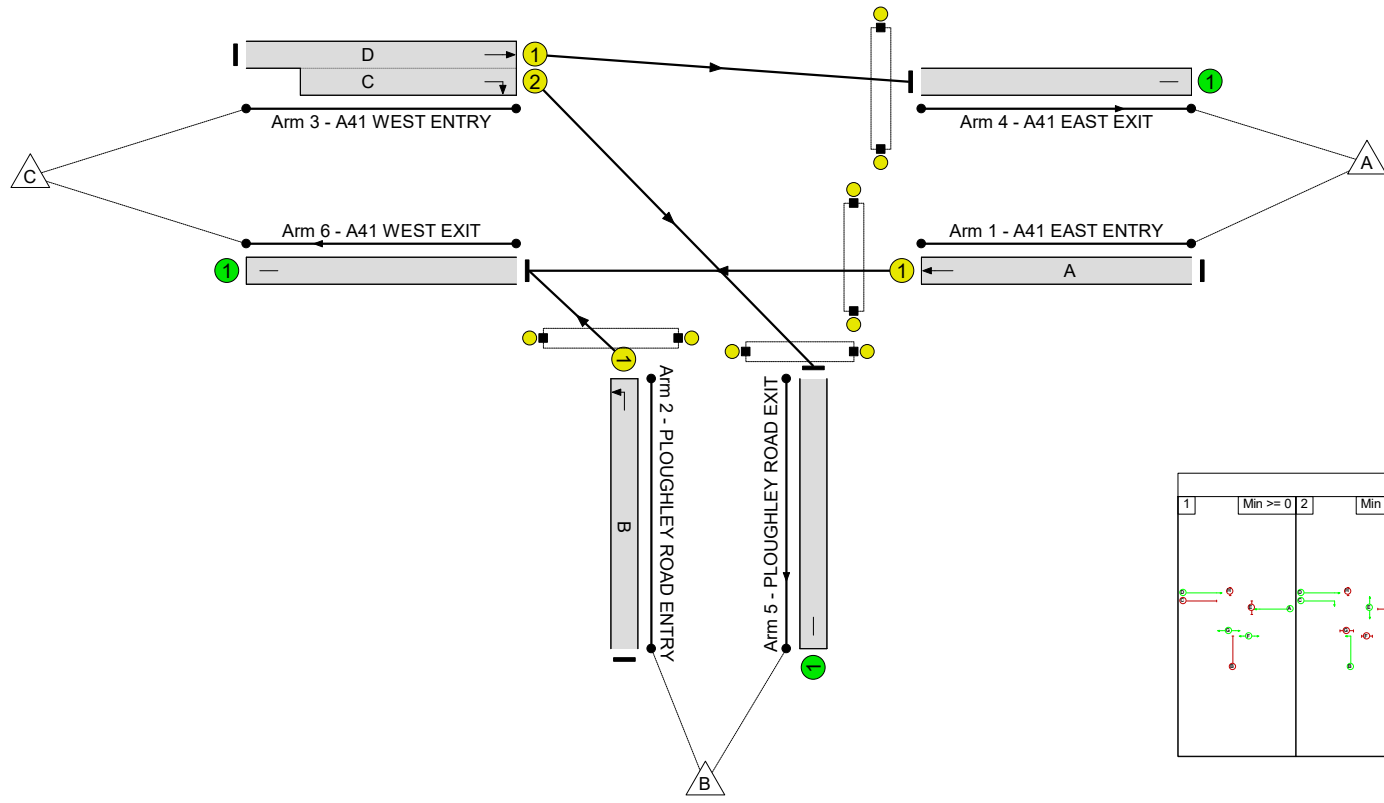 D
1
C
2
1
Arm 3 - A41 WEST ENTRY
Arm 4 - A41 EAST EXIT
C
A
Arm 6 - A41 WEST EXIT
Arm 1 - A41 EAST ENTRY
1
1
A
1
Arm 2 - PLOUGHLEY ROAD ENTRY
Arm 5 - PLOUGHLEY ROAD EXIT
B
1
B
1
Min >= 0
2
Min